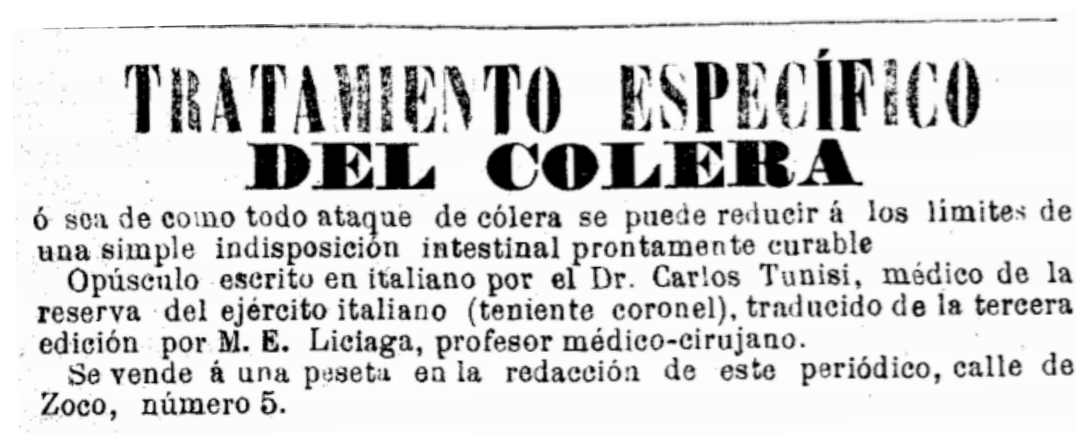 TRATAMIENTO ESPECÍFICO
DEL COLERA
ó sea de como todo ataque de cólera se puede reducir á los límites de
una simple indisposición intestinal prontamente curable
Opúsculo escrito en italiano por el Dr. Carlos Tunisi, médico de la
reserva del ejército italiano (teniente coronel), traducido de la tercera
edición por M. E. Liciaga, profesor médico-cirujano.
Se vende á una peseta en la redacción de este periódico, calle de
Zoco, número 5.